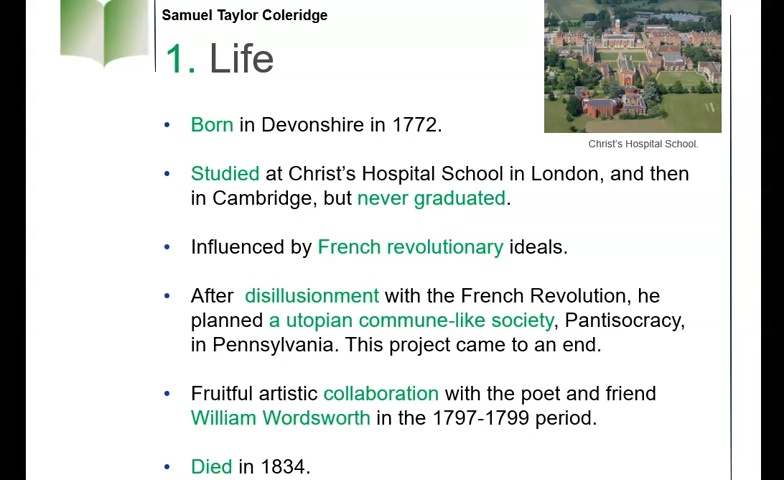 Samuel Taylor Coleridge
1. Life
Christ's Hospital School.
• Born in Devonshire in 1772.
• Studied at Christ's Hospital School in London, and then
in Cambridge, but never graduated.
• Influenced by French revolutionary ideals.
• After disillusionment with the French Revolution, he
planned a utopian commune-like society, Pantisocracy,
in Pennsylvania. This project came to an end.
• Fruitful artistic collaboration with the poet and friend
William Wordsworth in the 1797-1799 period.
• Died in 1834.